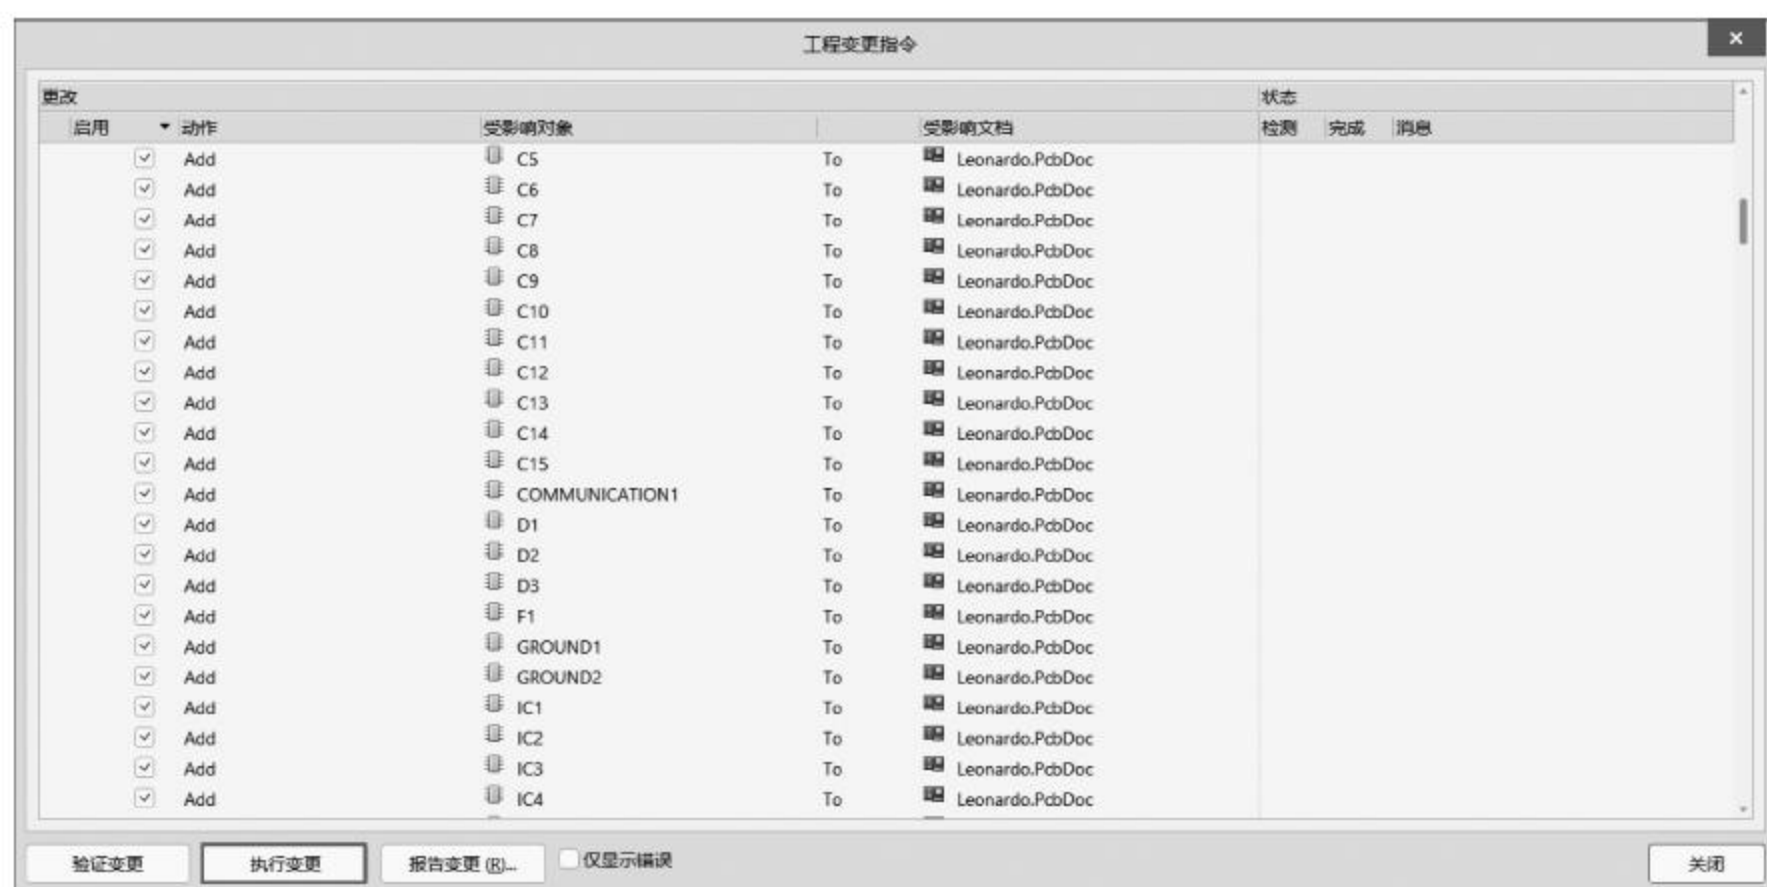 工程变更指令
更改 状态
启用 动作 受影响对象 受影响文档 检测 完成 消息
Add C5 To Leonardo.PcbDoc
Add C6 To Leonardo.PcbDoc
Add C7 To Leonardo.PcbDoc
Add C8 To Leonardo.PcbDoc
Add C9 To Leonardo.PcbDoc
Add C10 To Leonardo.PcbDoc
Add C11 To Leonardo.PcbDoc
Add C12 To Leonardo.PcbDoc
Add C13 To Leonardo.PcbDoc
Add C14 To Leonardo.PcbDoc
Add C15 To Leonardo.PcbDoc
Add COMMUNICATION1 To Leonardo.PcbDoc
Add D1 To Leonardo.PcbDoc
Add D2 To Leonardo.PcbDoc
Add D3 To Leonardo.PcbDoc
Add F1 To Leonardo.PcbDoc
Add GROUND1 To Leonardo.PcbDoc
Add GROUND2 To Leonardo.PcbDoc
Add IC1 To Leonardo.PcbDoc
Add IC2 To Leonardo.PcbDoc
Add IC3 To Leonardo.PcbDoc
Add IC4 To Leonardo.PcbDoc
验证变更 执行变更 报告变更 (R)... 仅显示错误 关闭